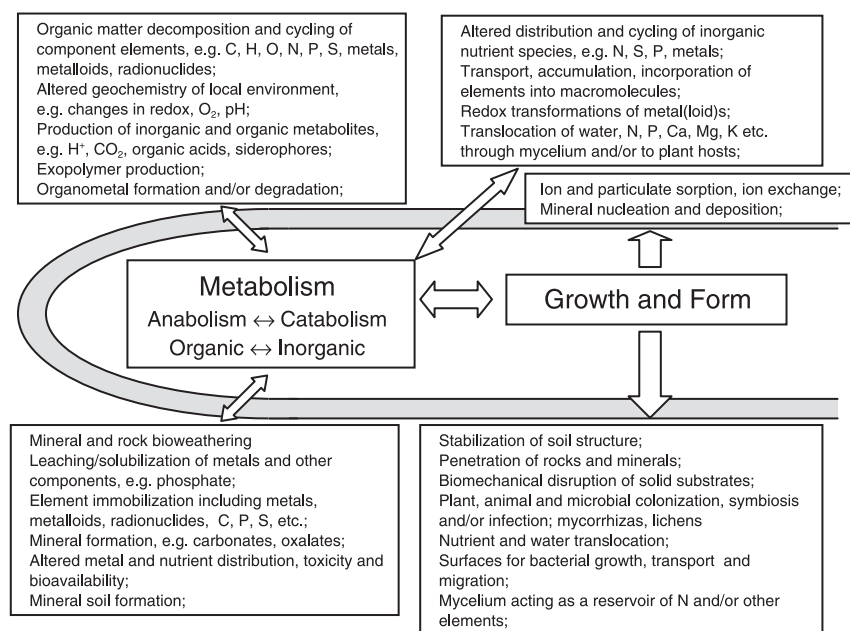 Organic matter decomposition and cycling of
component elements, e.g. C, H, O, N, P, S, metals,
metalloids, radionuclides;
Altered geochemistry of local environment,
e.g. changes in redox, O₂, pH;
Production of inorganic and organic metabolites,
e.g. H⁺, CO₂, organic acids, siderophores;
Exopolymer production;
Organometal formation and/or degradation;
Altered distribution and cycling of inorganic
nutrient species, e.g. N, S, P, metals;
Transport, accumulation, incorporation of
elements into macromolecules;
Redox transformations of metal(loid)s;
Translocation of water, N, P, Ca, Mg, K etc.
through mycelium and/or to plant hosts;
Ion and particulate sorption, ion exchange;
Mineral nucleation and deposition;
Metabolism
Anabolism ↔ Catabolism
Organic ↔ Inorganic
Growth and Form
Mineral and rock bioweathering
Leaching/solubilization of metals and other
components, e.g. phosphate;
Element immobilization including metals,
metalloids, radionuclides, C, P, S, etc.;
Mineral formation, e.g. carbonates, oxalates;
Altered metal and nutrient distribution, toxicity and
bioavailability;
Mineral soil formation;
Stabilization of soil structure;
Penetration of rocks and minerals;
Biomechanical disruption of solid substrates;
Plant, animal and microbial colonization, symbiosis
and/or infection; mycorrhizas, lichens
Nutrient and water translocation;
Surfaces for bacterial growth, transport and
migration;
Mycelium acting as a reservoir of N and/or other
elements;